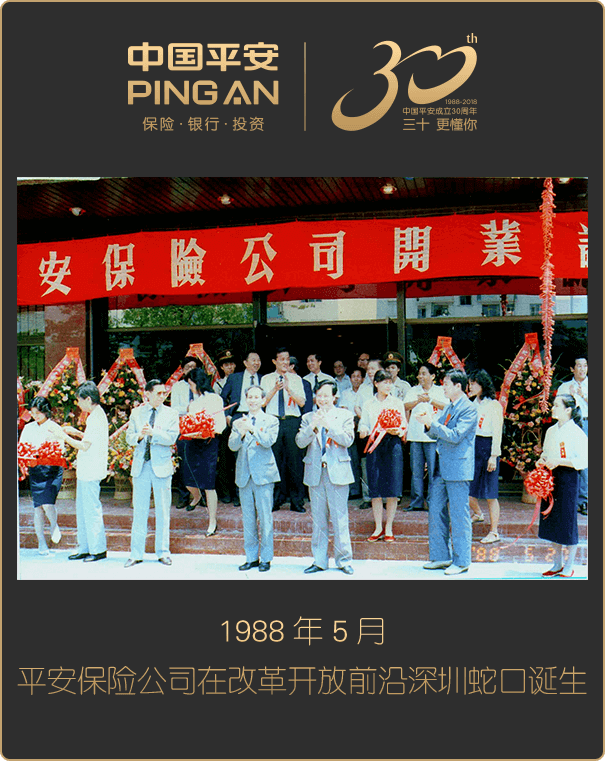 中国平安
PING AN
保险·银行·投资
30th
1988-2018
中国平安成立30周年
三十 更懂你
安保險公司開業
1988年5月
平安保险公司在改革开放前沿深圳蛇口诞生